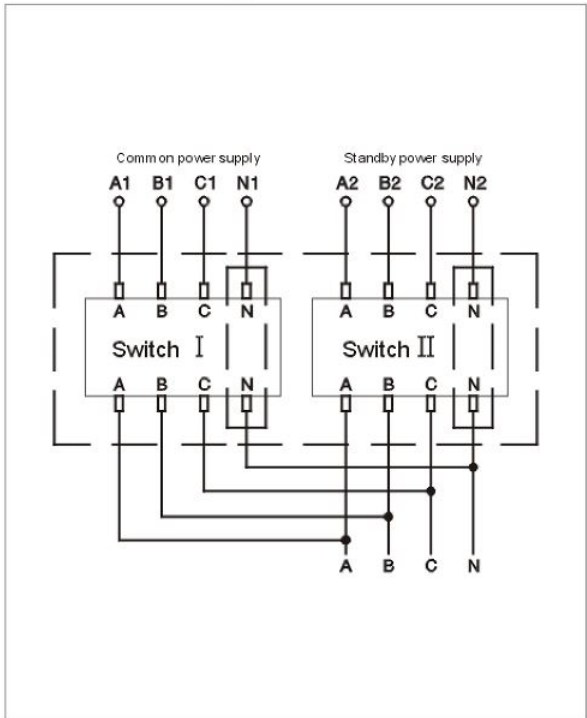 Common power supply Standby power supply
A1 B1 C1 N1 A2 B2 C2 N2
A B C N A B C N
Switch I Switch II
A B C N A B C N
A B C N